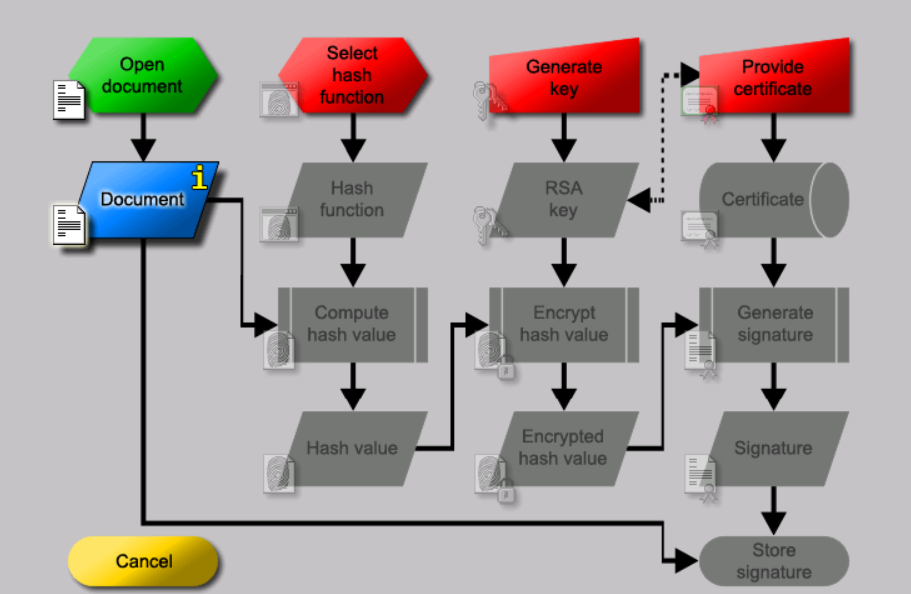 Open
document
Select
hash
function
Generate
key
Provide
certificate
Document
i
Hash
function
RSA
key
Certificate
Compute
hash value
Encrypt
hash value
Generate
signature
Hash value
Encrypted
hash value
Signature
Cancel
Store
signature